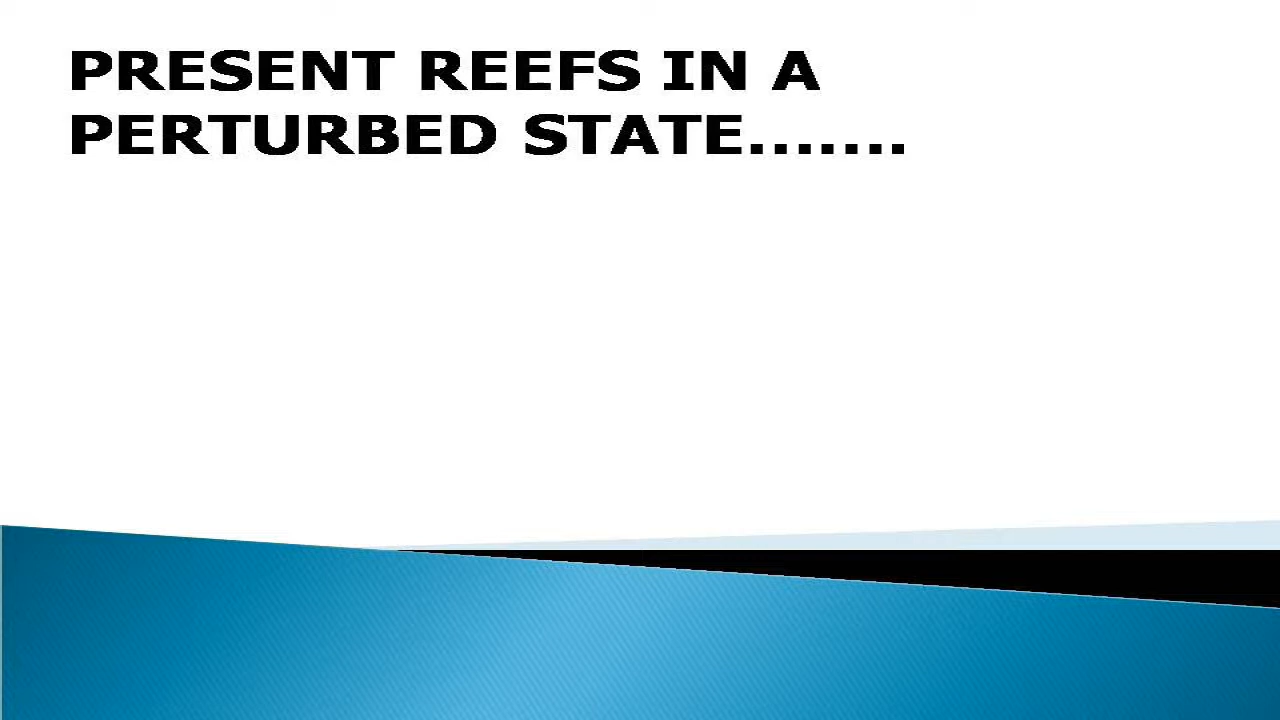 PRESENT REEFS IN A
PERTURBED STATE.......